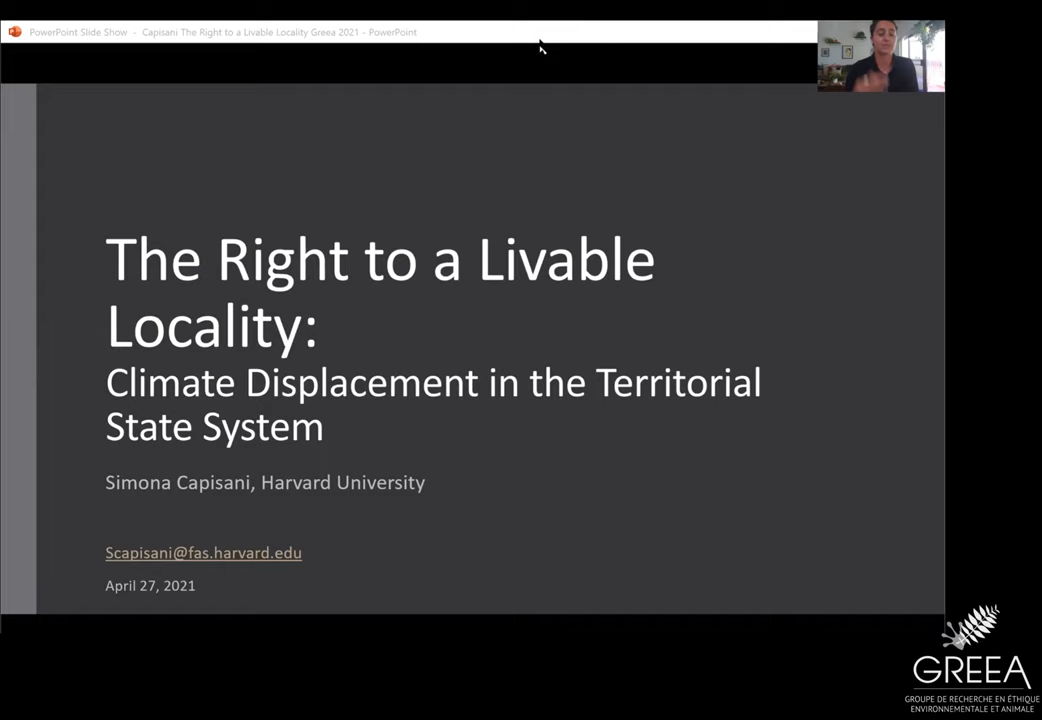 PowerPoint Slide Show - Capisani The Right to a Livable Locality Greea 2021 - PowerPoint
The Right to a Livable
Locality:
Climate Displacement in the Territorial
State System
Simona Capisani, Harvard University
Scapisani@fas.harvard.edu
April 27, 2021
GREEA
GROUPE DE RECHERCHE EN ÉTHIQUE
ENVIRONNEMENTALE ET ANIMALE